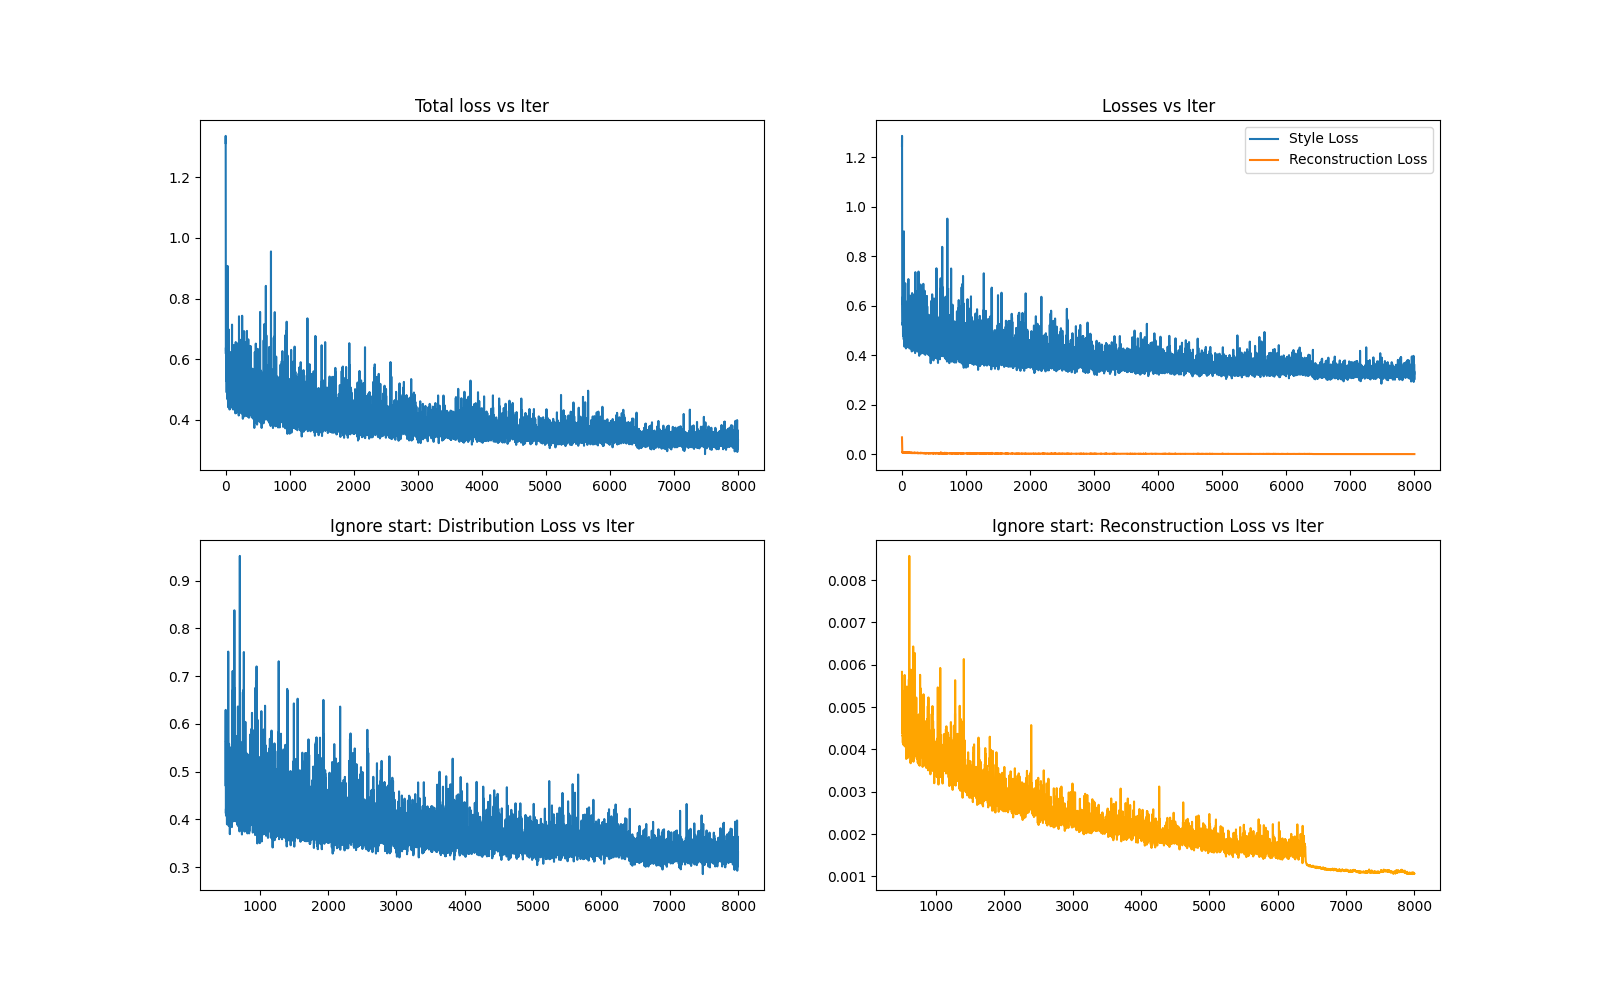 Total loss vs Iter
1.2
1.0
0.8
0.6
0.4
0 1000 2000 3000 4000 5000 6000 7000 8000
Losses vs Iter
Style Loss
Reconstruction Loss
1.2
1.0
0.8
0.6
0.4
0.2
0.0
0 1000 2000 3000 4000 5000 6000 7000 8000
Ignore start: Distribution Loss vs Iter
0.9
0.8
0.7
0.6
0.5
0.4
0.3
1000 2000 3000 4000 5000 6000 7000 8000
Ignore start: Reconstruction Loss vs Iter
0.008
0.007
0.006
0.005
0.004
0.003
0.002
0.001
1000 2000 3000 4000 5000 6000 7000 8000